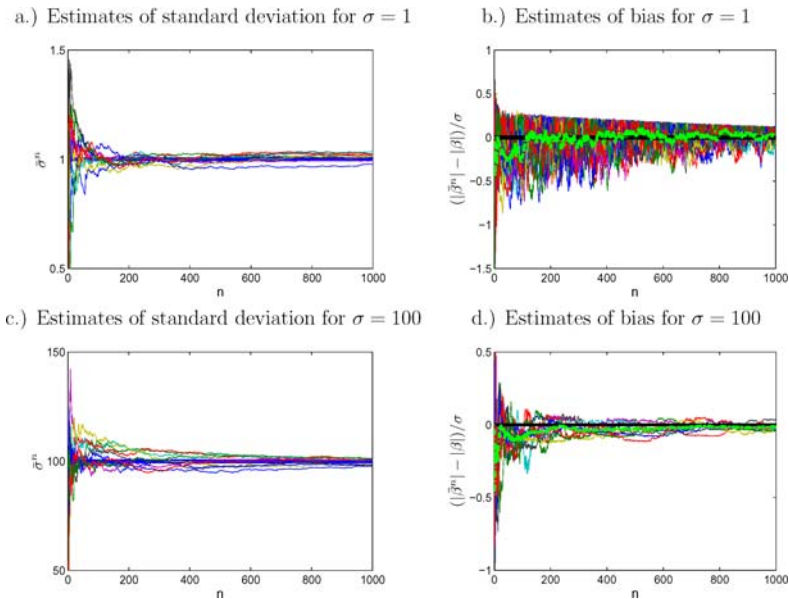 a.) Estimates of standard deviation for σ = 1
b.) Estimates of bias for σ = 1
1.5
1
0.5
σ̄ⁿ
0 200 400 600 800 1000
n
1
0.5
0
−0.5
−1
−1.5
(|β̄ⁿ| − |β|)/σ
0 200 400 600 800 1000
n
c.) Estimates of standard deviation for σ = 100
d.) Estimates of bias for σ = 100
150
100
50
σ̄ⁿ
0 200 400 600 800 1000
n
0.5
0
−0.5
−1
(|β̄ⁿ| − |β|)/σ
0 200 400 600 800 1000
n